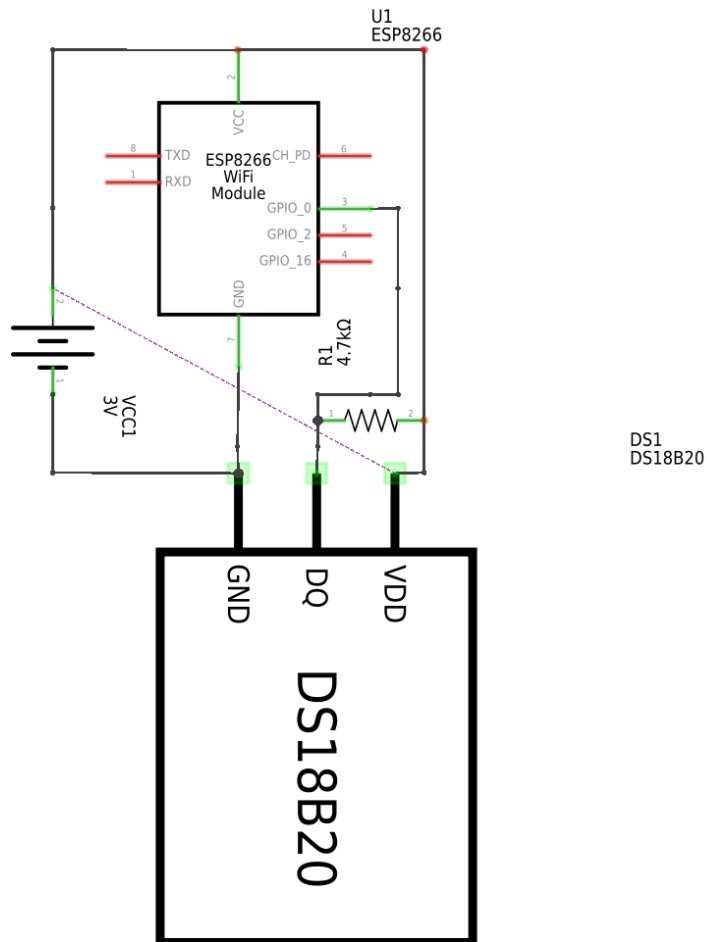 U1
ESP8266
2
VCC
8
TXD
ESP8266
WiFi
Module
CH_PD
6
1
RXD
GPIO_0
3
GPIO_2
5
GPIO_16
4
GND
7
2
1
VCC1
3V
R1
4.7kΩ
1
2
DS1
DS18B20
GND
DQ
VDD
DS18B20